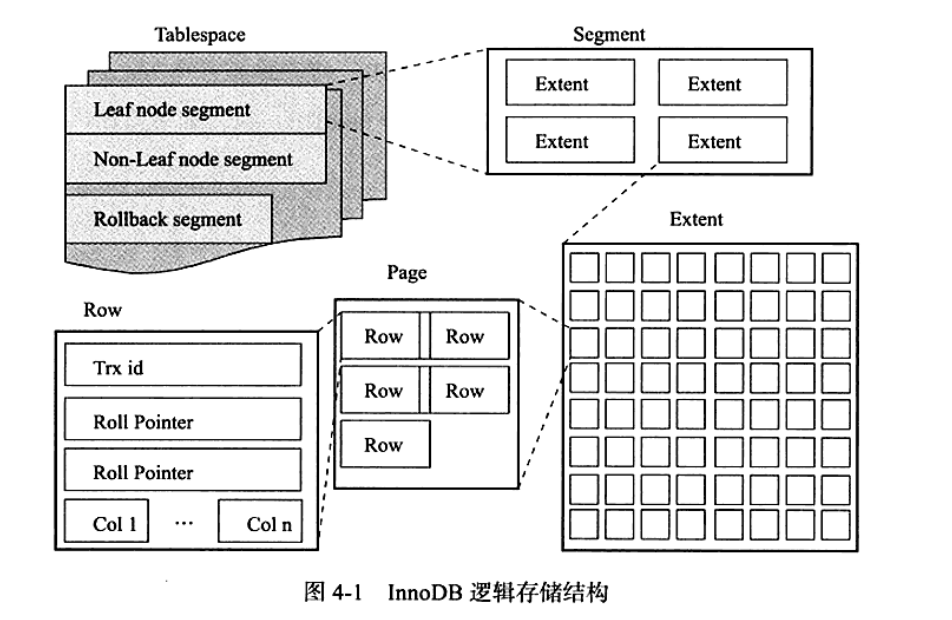 Tablespace
Segment
Leaf node segment
Non-Leaf node segment
Rollback segment
Extent
Extent
Extent
Extent
Extent
Page
Row
Row
Row
Row
Row
Row
Trx id
Roll Pointer
Roll Pointer
Col 1
...
Col n
图 4-1 InnoDB 逻辑存储结构